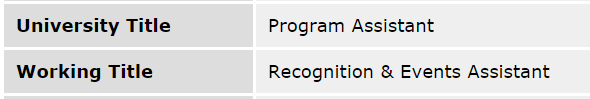 University Title Program Assistant
Working Title Recognition & Events Assistant